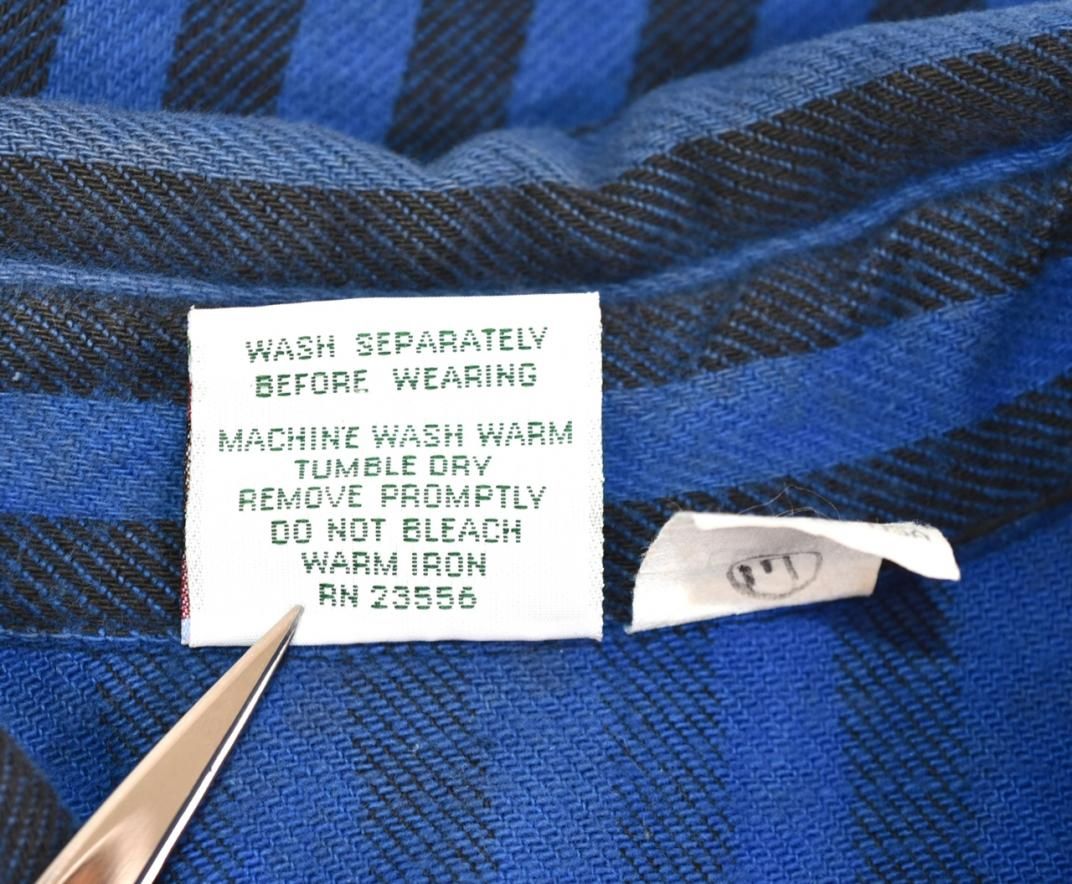 WASH SEPARATELY
BEFORE WEARING
MACHINE WASH WARM
TUMBLE DRY
REMOVE PROMPTLY
DO NOT BLEACH
WARM IRON
RN 23556